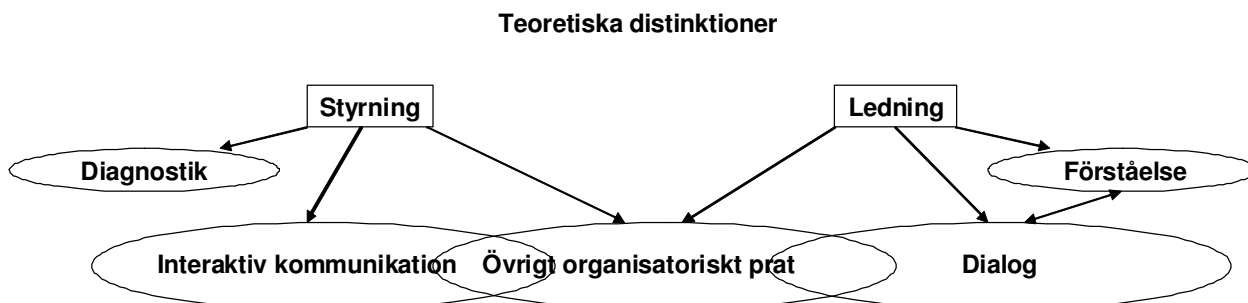 Teoretiska distinktioner
Styrning
Ledning
Diagnostik
Förståelse
Interaktiv kommunikation
Övrigt organisatoriskt prat
Dialog